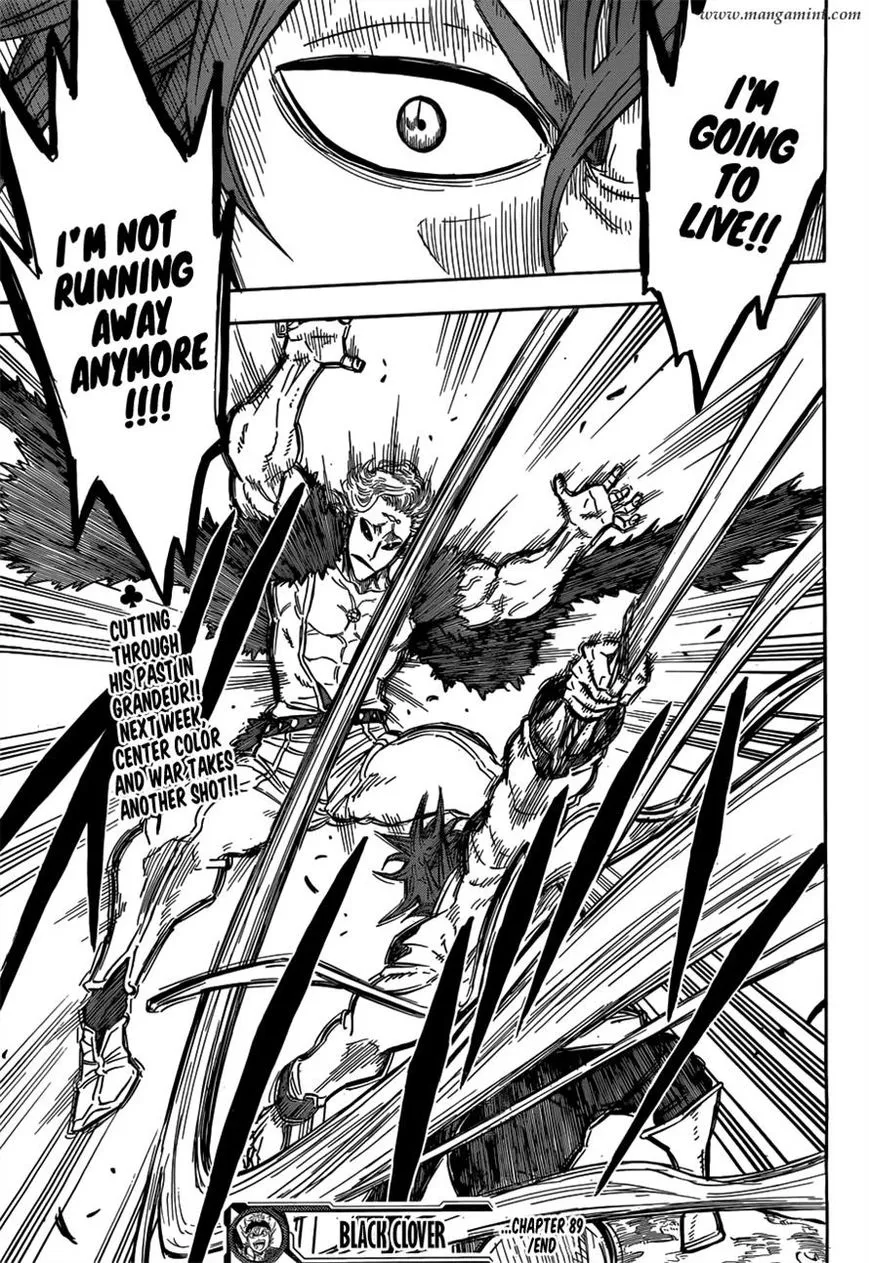 www.mangamini.com
I'M
GOING
TO
LIVE!!
I'M NOT
RUNNING
AWAY
ANYMORE
!!!!
CUTTING
THROUGH
HIS PAST IN
GRANDEUR!!
NEXT WEEK,
CENTER COLOR
AND WAR TAKES
ANOTHER SHOT!!
BLACK CLOVER
...CHAPTER 89
/END